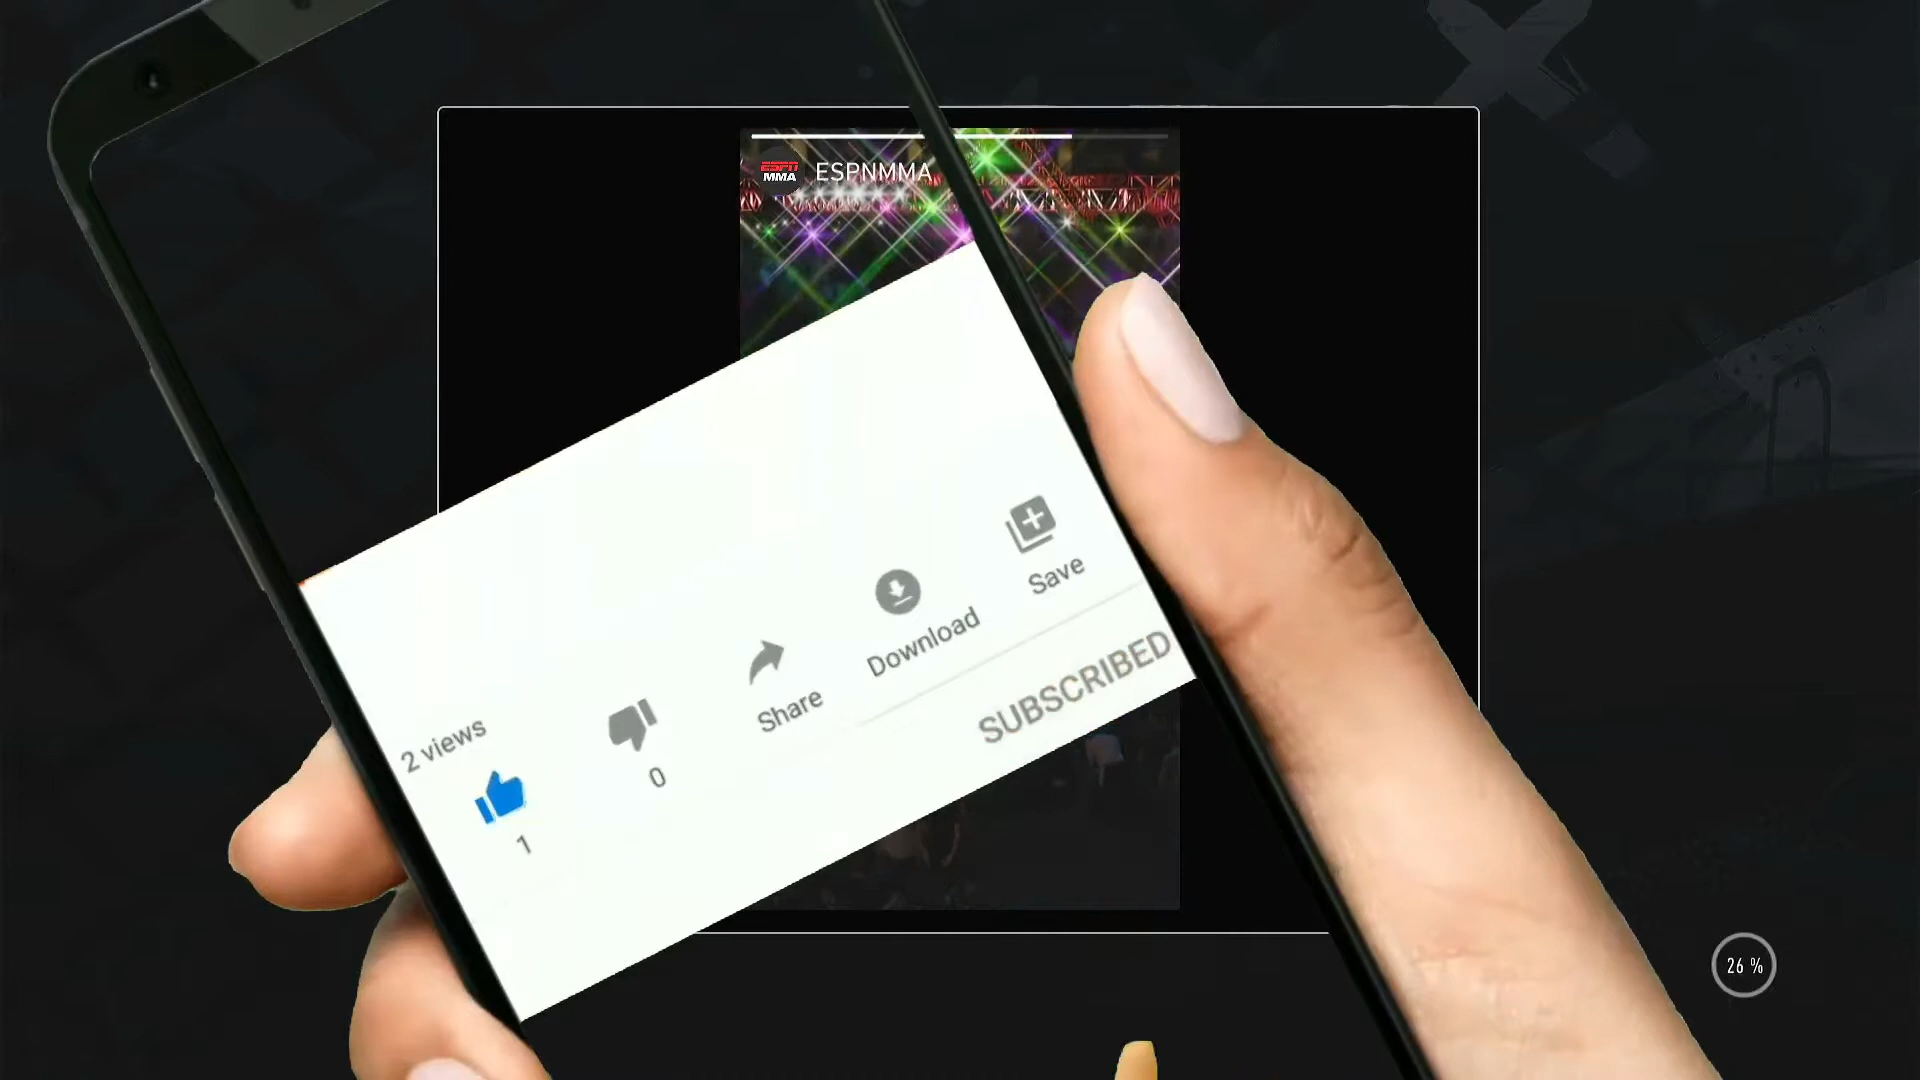 ESPN
MMA
ESPNMMA
Save
Download
Share
SUBSCRIBED
2 views
0
1
26 %